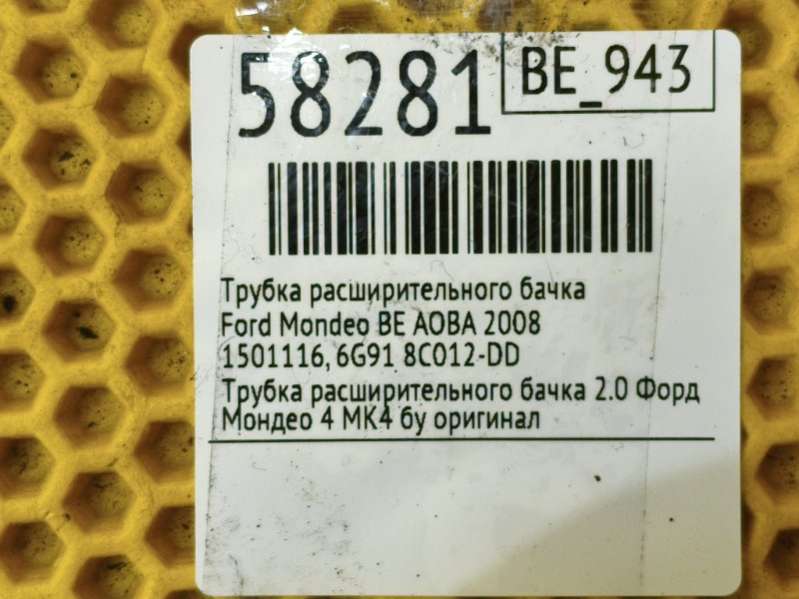 58281
BE_943
Трубка расширительного бачка
Ford Mondeo BE AOBA 2008
1501116, 6G91 8C012-DD
Трубка расширительного бачка 2.0 Форд
Мондео 4 МК4 бу оригинал